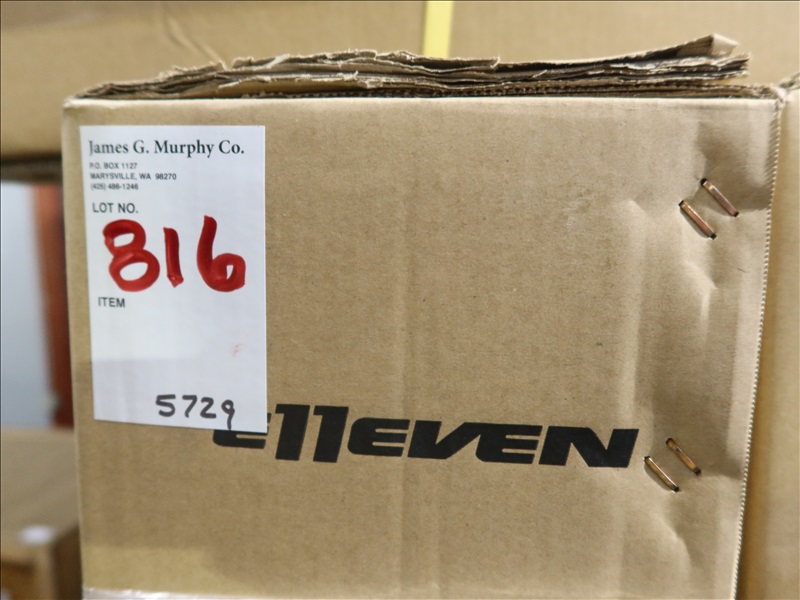 James G. Murphy Co.
P.O. BOX 1127
MARYSVILLE, WA 98270
(425) 486-1246
LOT NO.
816
ITEM
5729
e11even